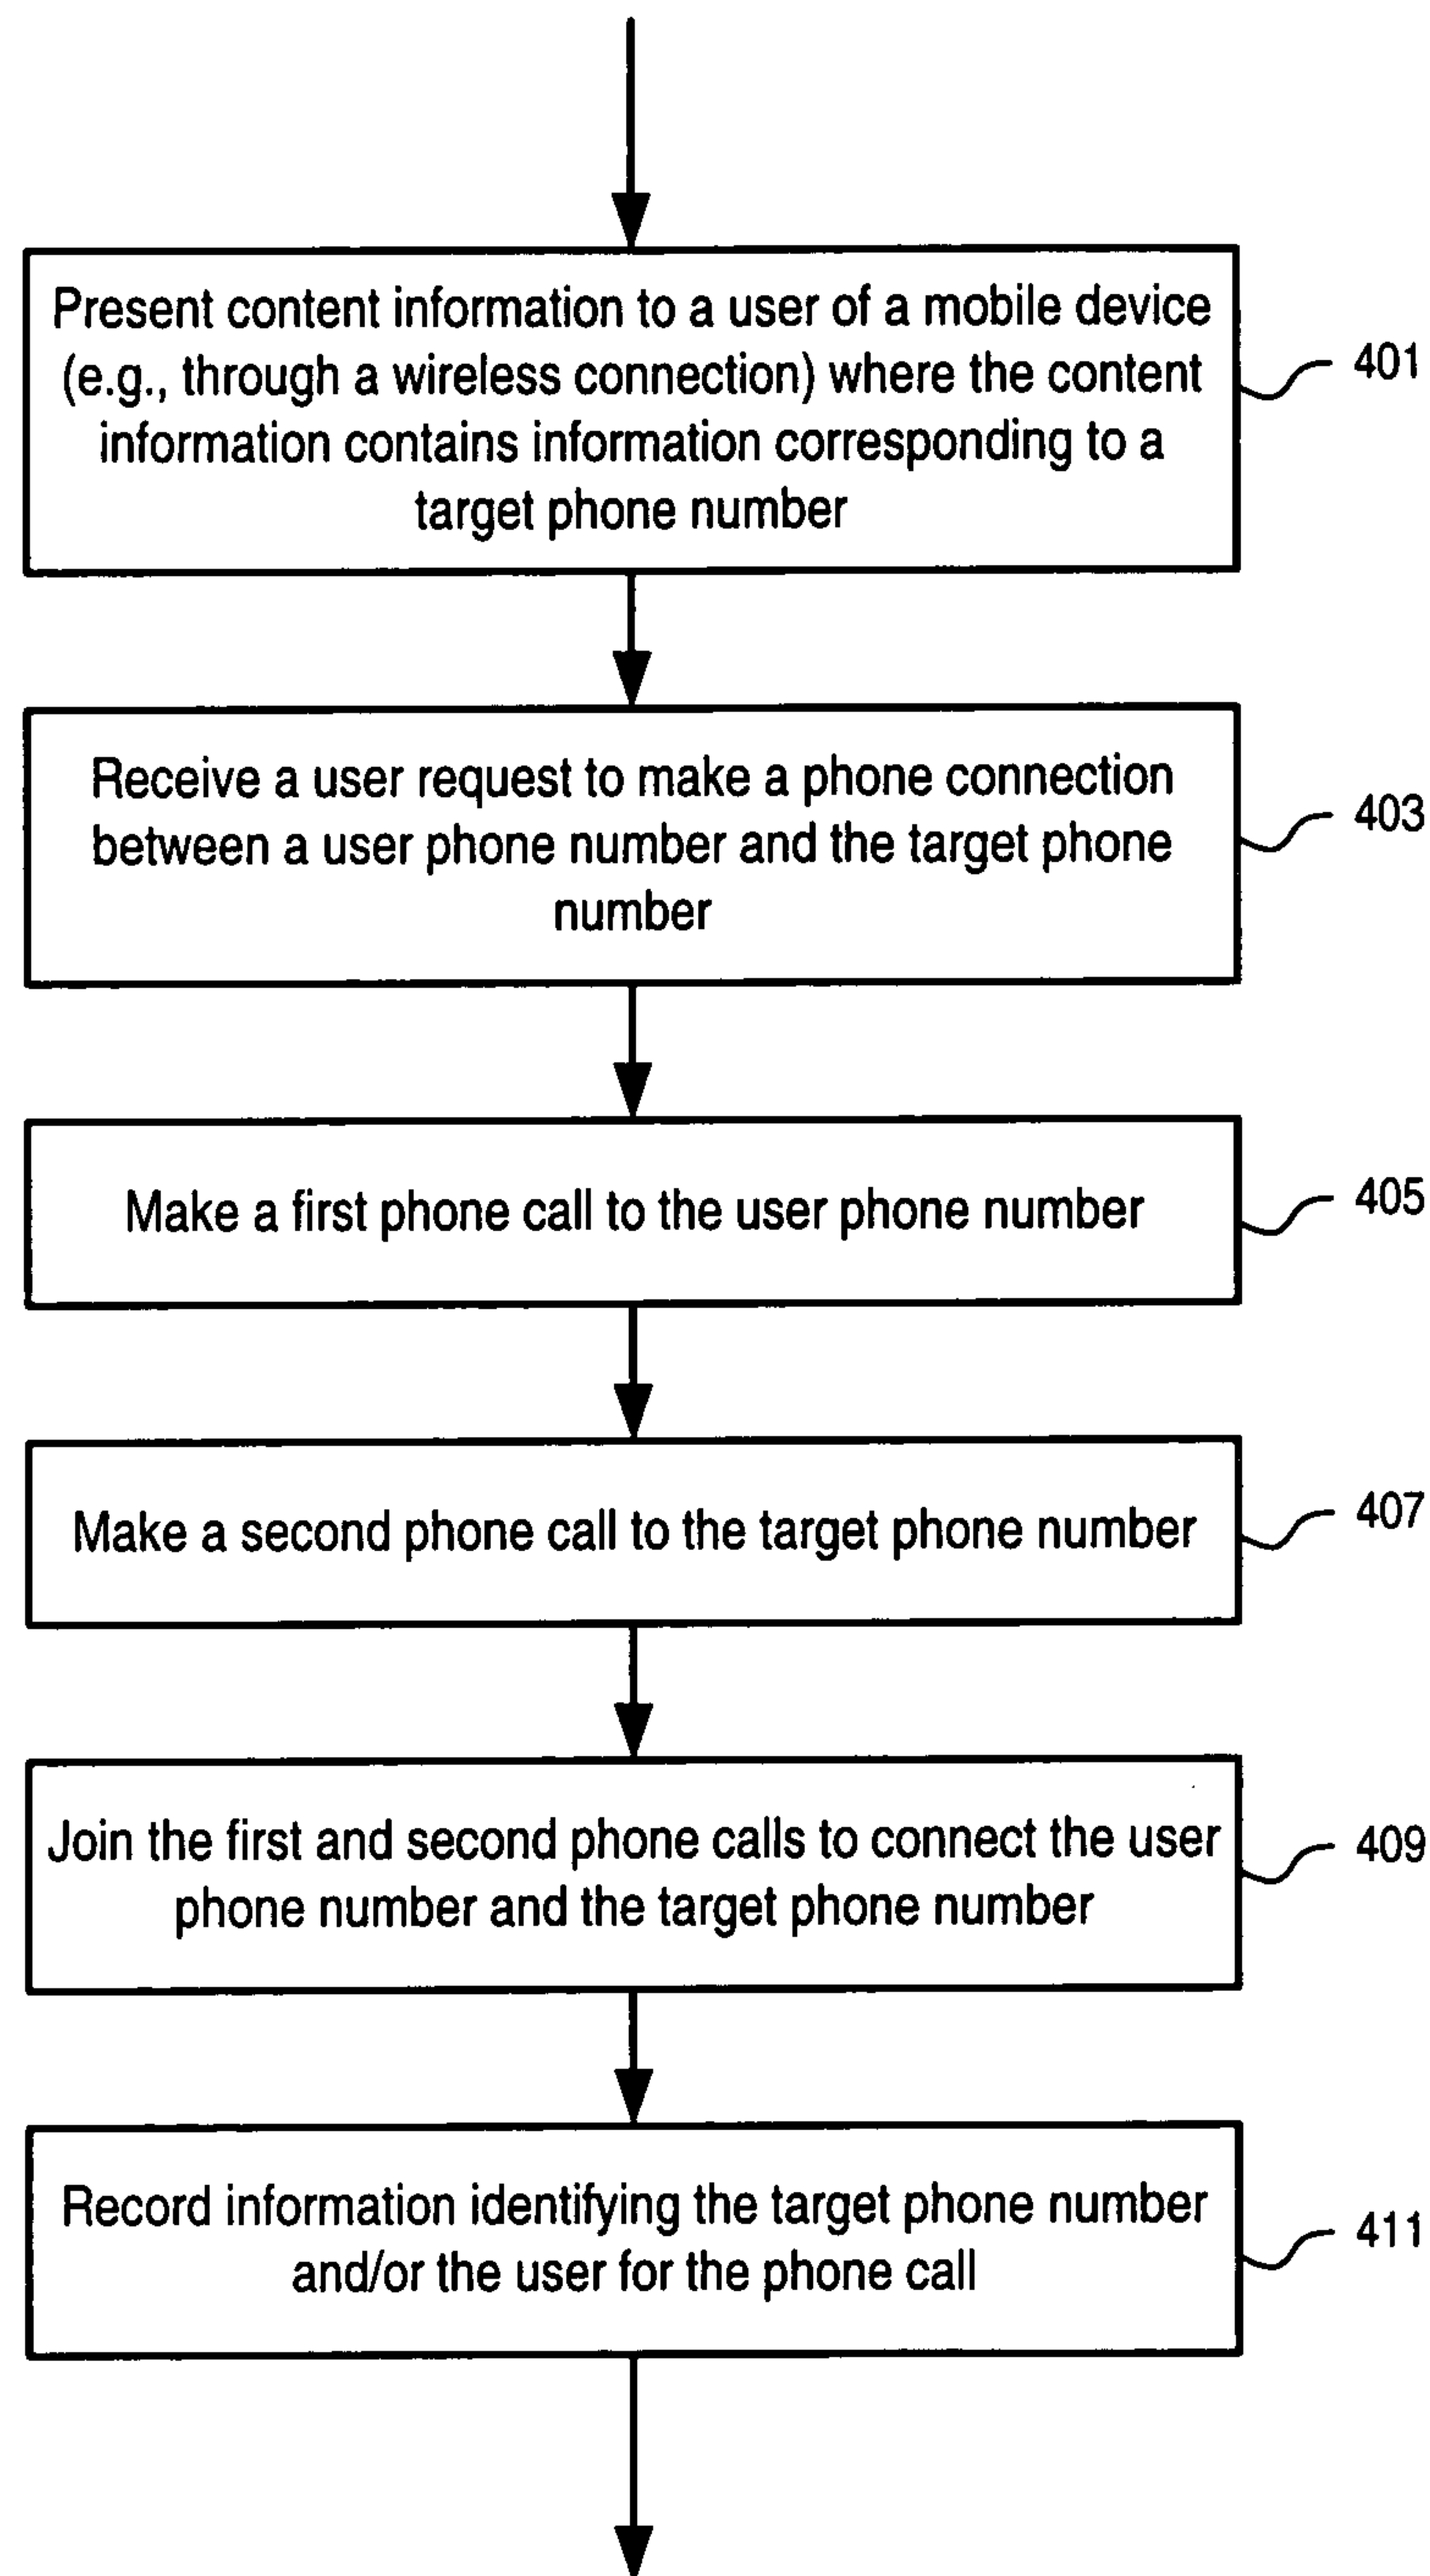 Present content information to a user of a mobile device
(e.g., through a wireless connection) where the content
information contains information corresponding to a
target phone number
401
Receive a user request to make a phone connection
between a user phone number and the target phone
number
403
Make a first phone call to the user phone number
405
Make a second phone call to the target phone number
407
Join the first and second phone calls to connect the user
phone number and the target phone number
409
Record information identifying the target phone number
and/or the user for the phone call
411